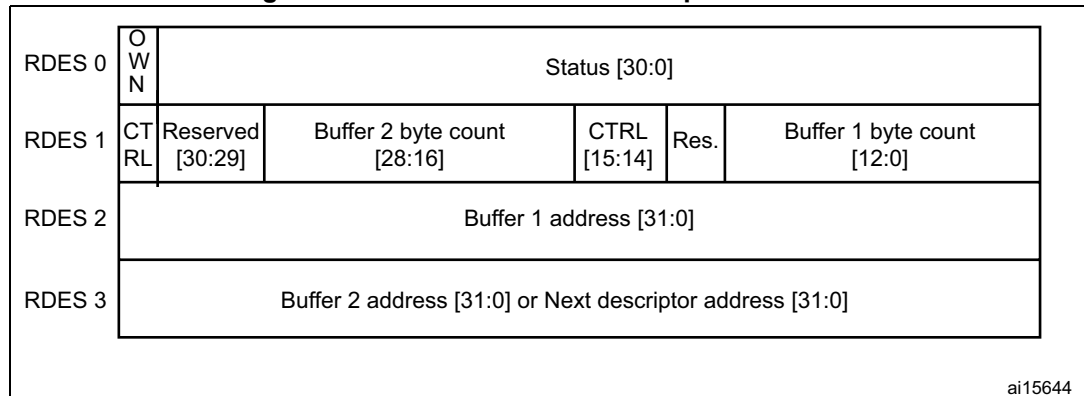 RDES 0
O
W
N
Status [30:0]
RDES 1
CT
RL
Reserved
[30:29]
Buffer 2 byte count
[28:16]
CTRL
[15:14]
Res.
Buffer 1 byte count
[12:0]
RDES 2
Buffer 1 address [31:0]
RDES 3
Buffer 2 address [31:0] or Next descriptor address [31:0]
ai15644